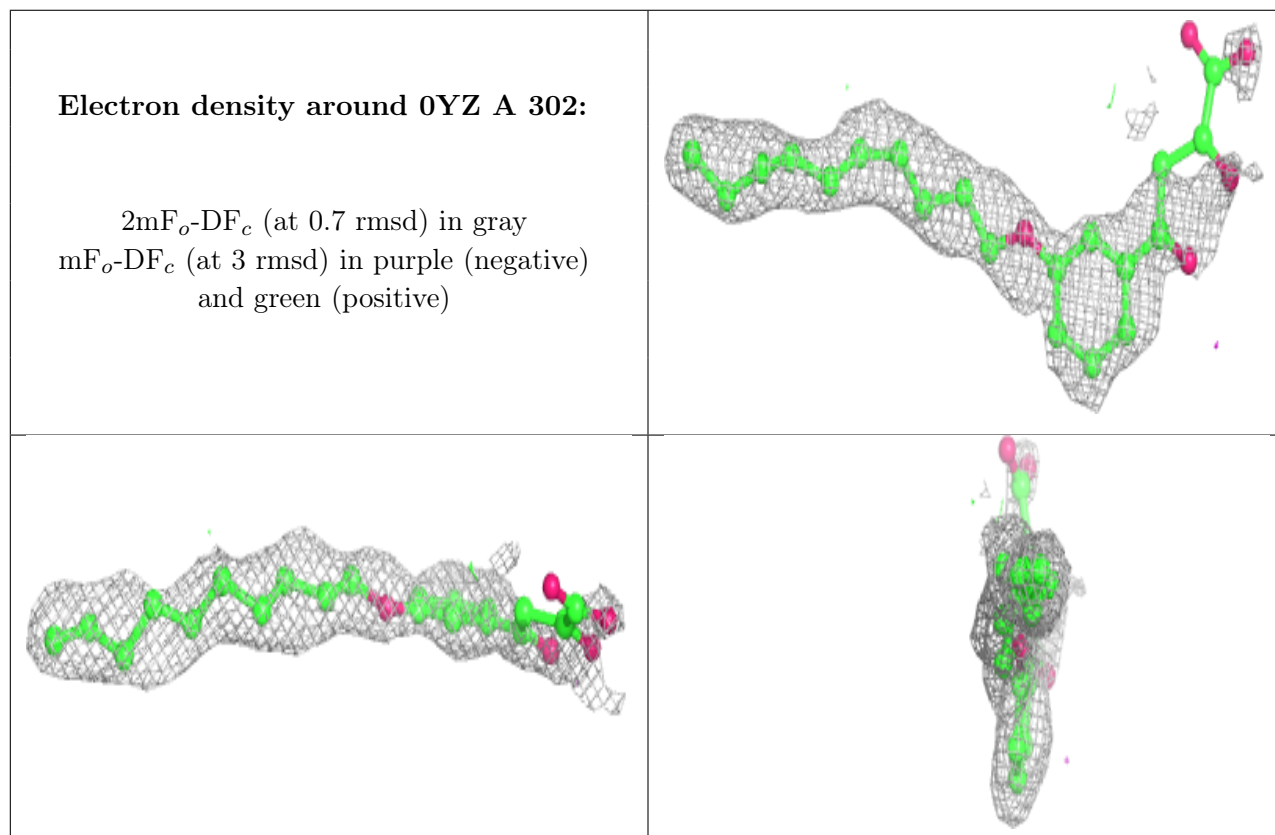 Electron density around 0YZ A 302:
2mFₒ-DF𝒸 (at 0.7 rmsd) in gray
mFₒ-DF𝒸 (at 3 rmsd) in purple (negative)
and green (positive)